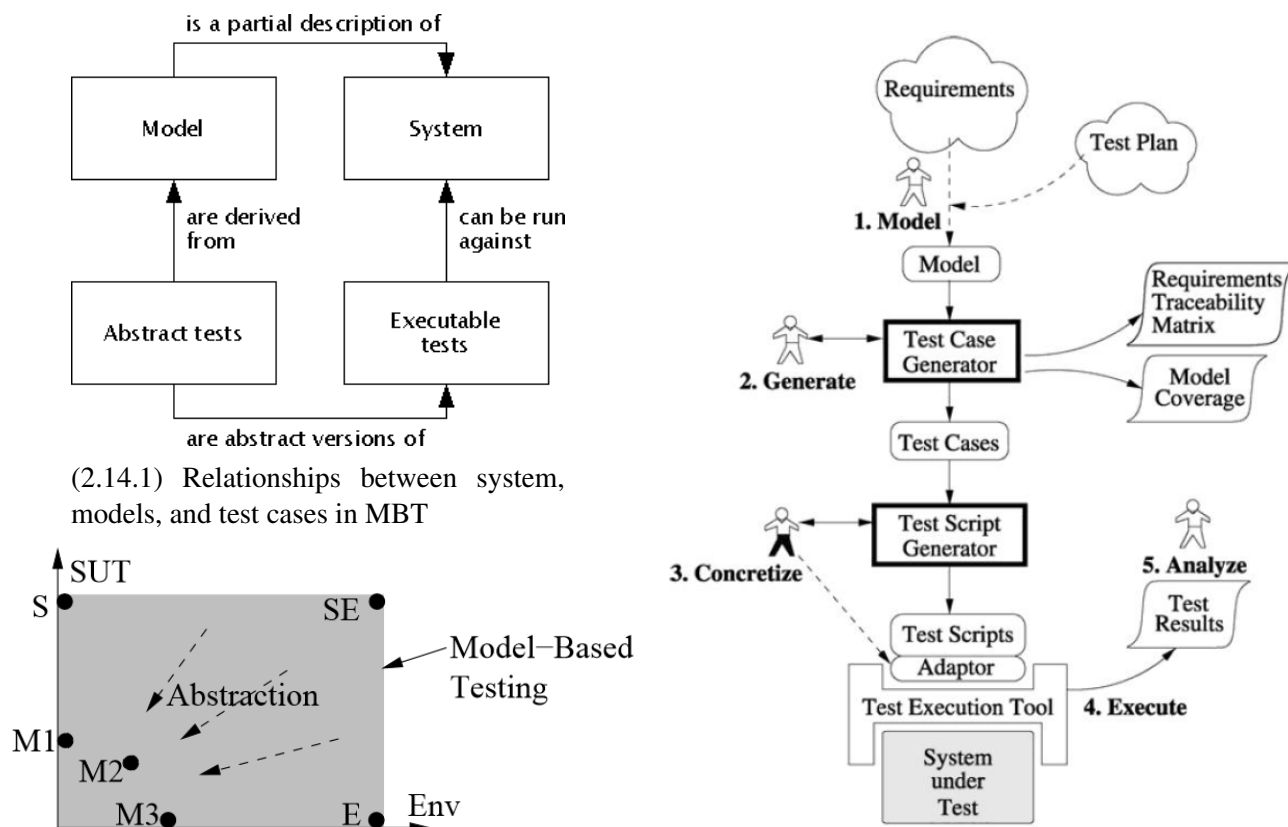 is a partial description of
Model
System
are derived
from
can be run
against
Abstract tests
Executable
tests
are abstract versions of
(2.14.1) Relationships between system,
models, and test cases in MBT
SUT
S
SE
Model−Based
Testing
Abstraction
M1
M2
M3
E
Env
Requirements
Test Plan
1. Model
Model
Requirements
Traceability
Matrix
Test Case
Generator
2. Generate
Model
Coverage
Test Cases
Test Script
Generator
3. Concretize
5. Analyze
Test
Results
Test Scripts
Adaptor
Test Execution Tool
4. Execute
System
under
Test